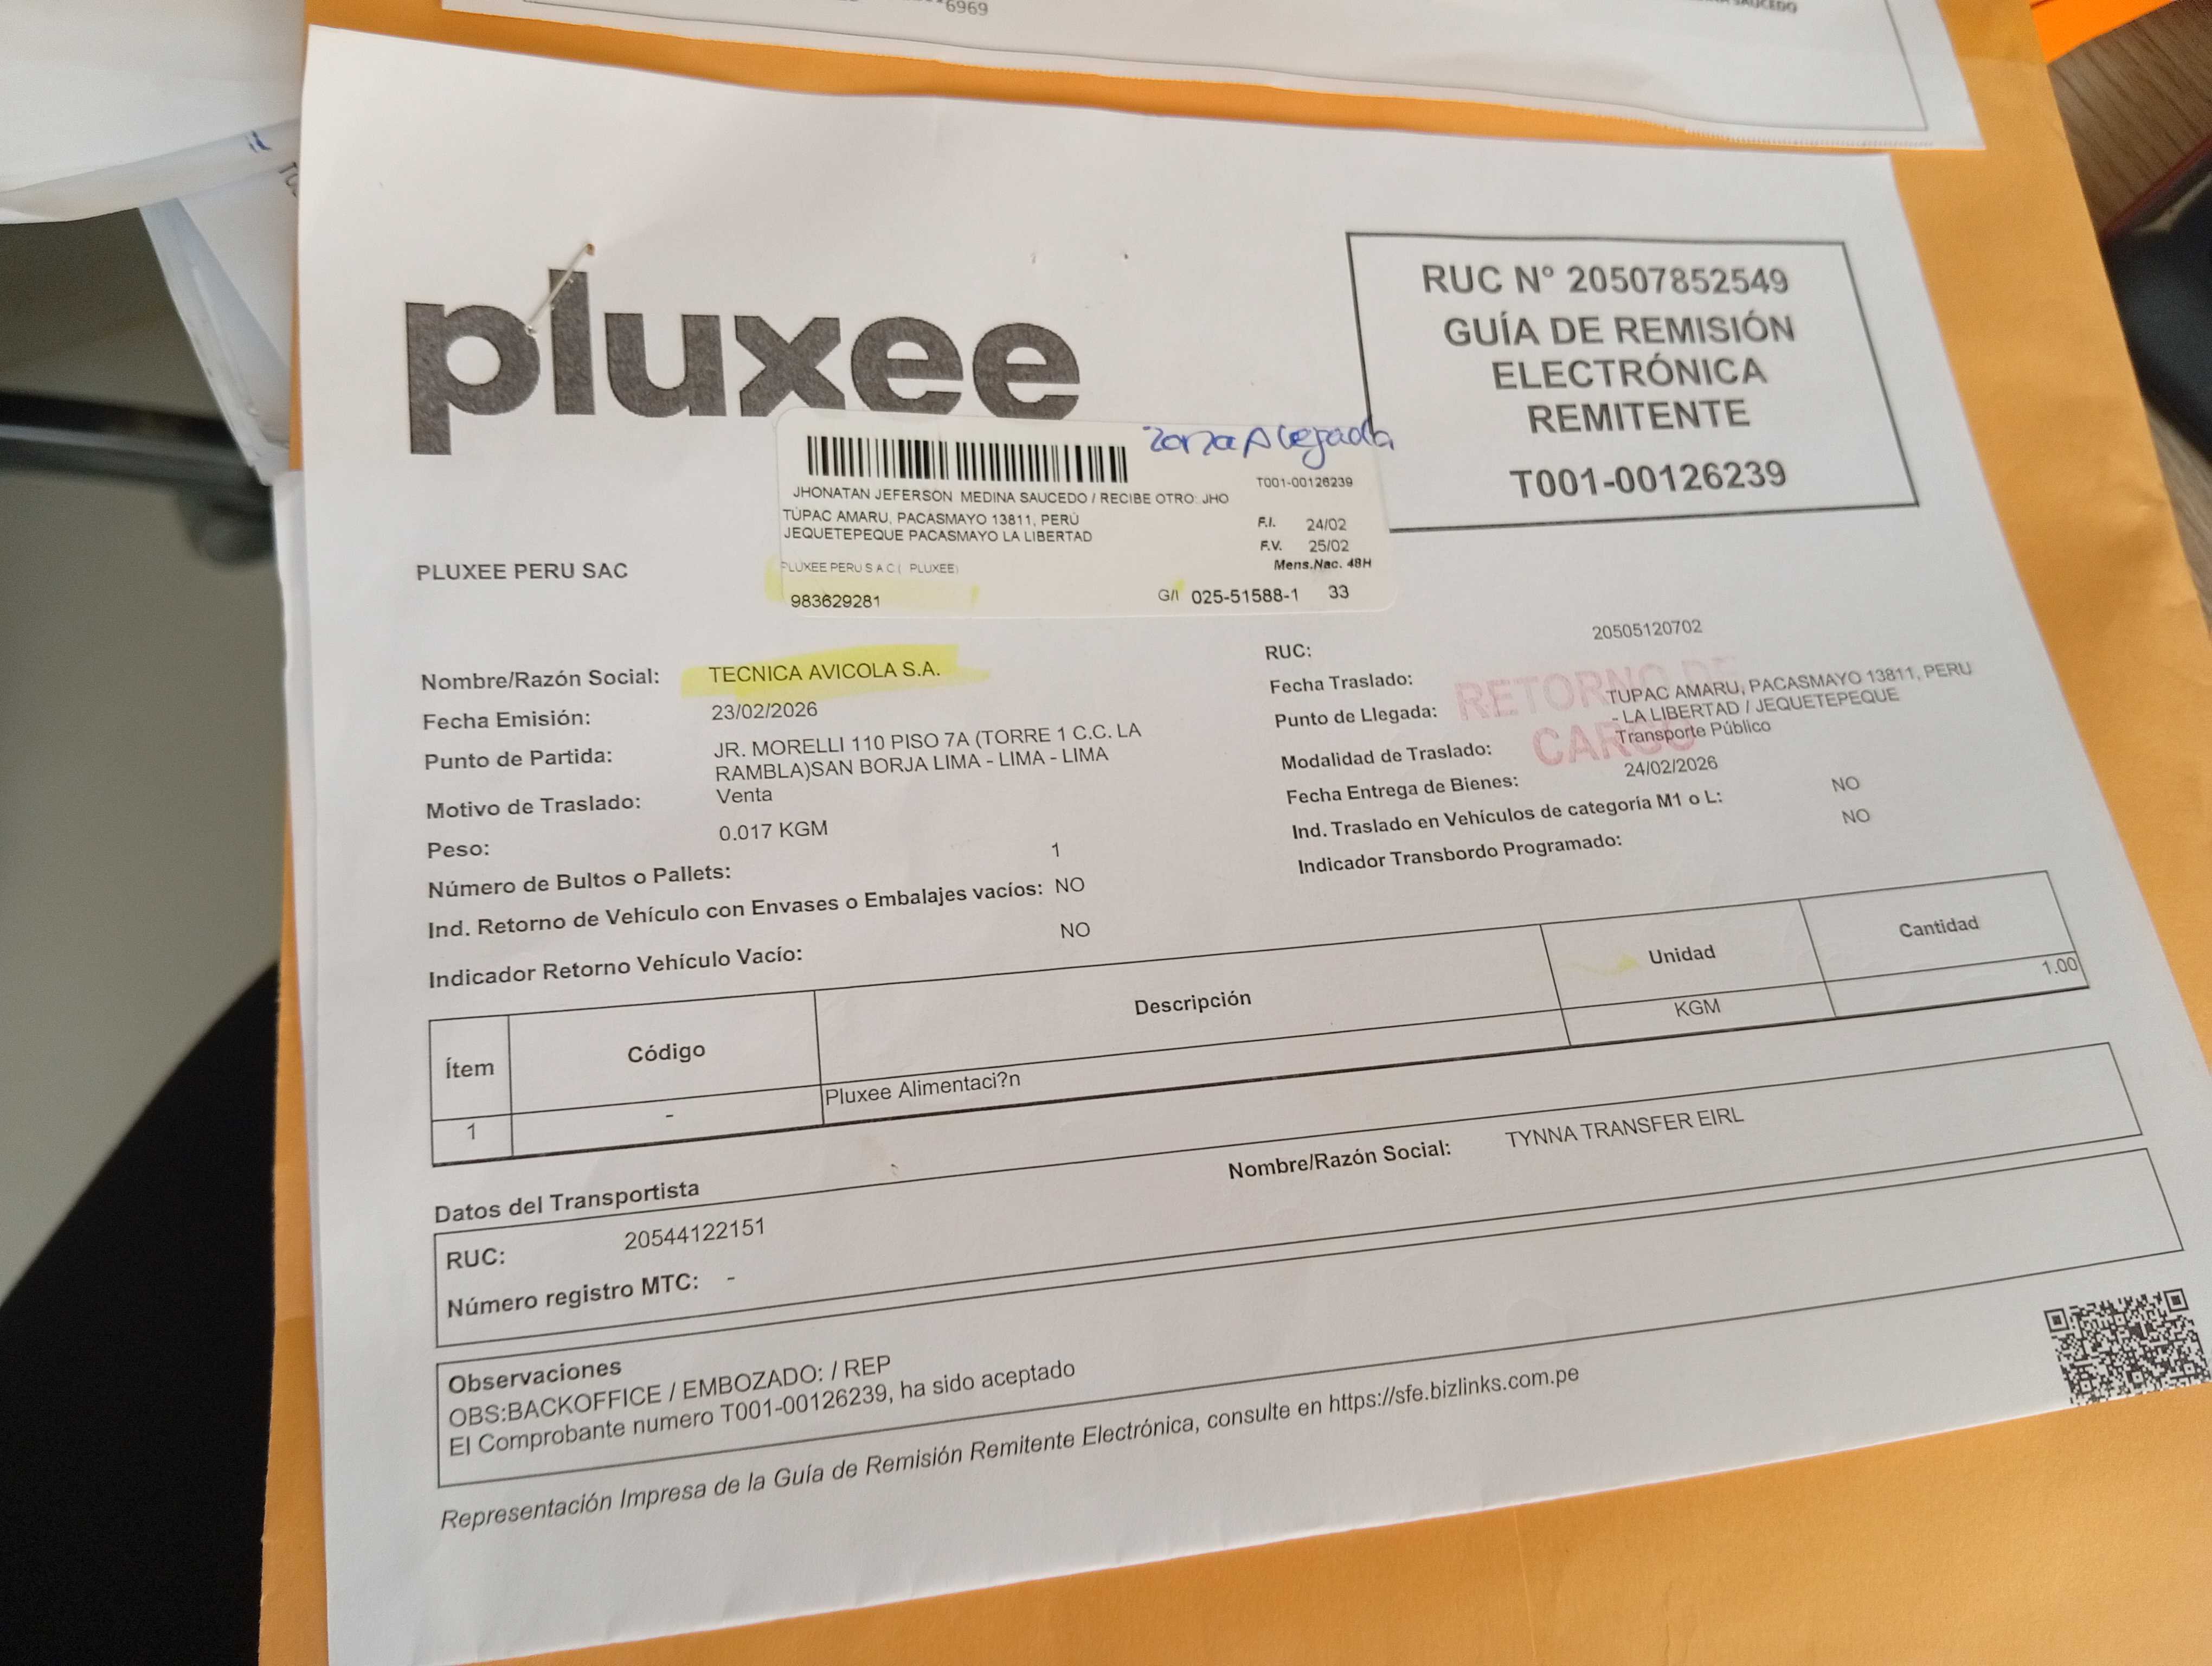 6969
SAUCEDO
pluxee
RUC N° 20507852549
GUÍA DE REMISIÓN
ELECTRÓNICA
REMITENTE
T001-00126239
JHONATAN JEFERSON MEDINA SAUCEDO / RECIBE OTRO: JHO
T001-00126239
TÚPAC AMARU, PACASMAYO 13811, PERÚ
JEQUETEPEQUE PACASMAYO LA LIBERTAD
F.I. 24/02
F.V. 25/02
Mens.Nac. 48H
PLUXEE PERU S A C ( PLUXEE)
983629281
G/I 025-51588-1 33
PLUXEE PERU SAC
Nombre/Razón Social: TECNICA AVICOLA S.A.
Fecha Emisión: 23/02/2026
Punto de Partida: JR. MORELLI 110 PISO 7A (TORRE 1 C.C. LA
RAMBLA)SAN BORJA LIMA - LIMA - LIMA
Motivo de Traslado: Venta
Peso: 0.017 KGM
Número de Bultos o Pallets: 1
Ind. Retorno de Vehículo con Envases o Embalajes vacíos: NO
Indicador Retorno Vehículo Vacío: NO
RUC: 20505120702
Fecha Traslado:
Punto de Llegada: TUPAC AMARU, PACASMAYO 13811, PERU
- LA LIBERTAD / JEQUETEPEQUE
Modalidad de Traslado: Transporte Público
Fecha Entrega de Bienes: 24/02/2026
Ind. Traslado en Vehículos de categoría M1 o L: NO
Indicador Transbordo Programado: NO
RETORNO DE
CARGO
Ítem Código Descripción Unidad Cantidad
1 - Pluxee Alimentaci?n KGM 1.00
Datos del Transportista
RUC: 20544122151 Nombre/Razón Social: TYNNA TRANSFER EIRL
Número registro MTC: -
Observaciones
OBS:BACKOFFICE / EMBOZADO: / REP
El Comprobante numero T001-00126239, ha sido aceptado
Representación Impresa de la Guía de Remisión Remitente Electrónica, consulte en https://sfe.bizlinks.com.pe